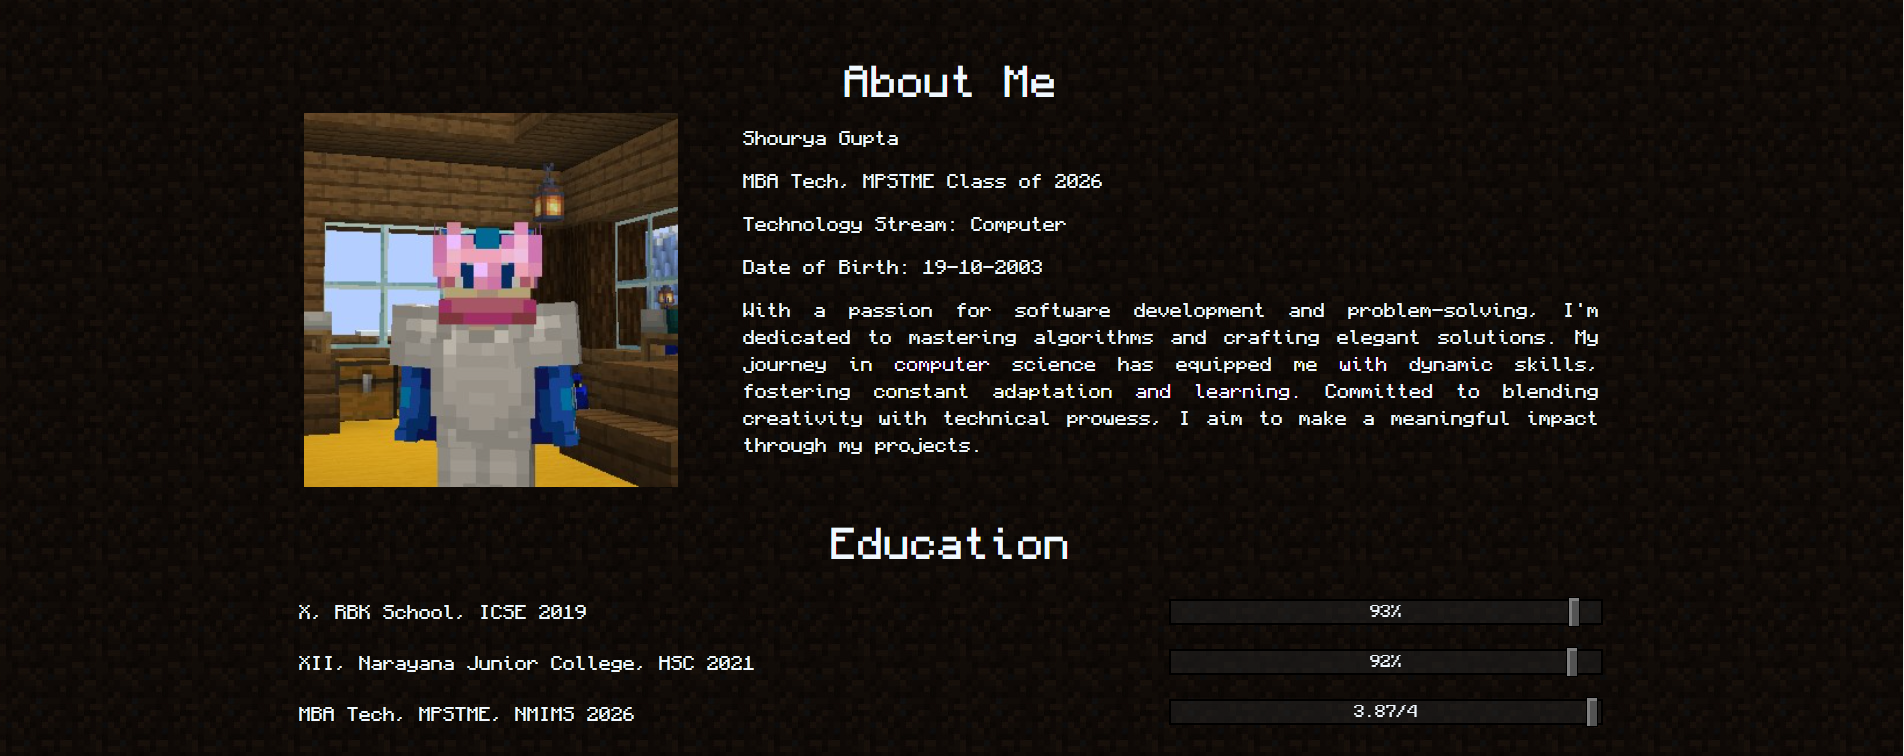 About Me
Shourya Gupta
MBA Tech, MPSTME Class of 2026
Technology Stream: Computer
Date of Birth: 19-10-2003
With a passion for software development and problem-solving, I'm
dedicated to mastering algorithms and crafting elegant solutions. My
journey in computer science has equipped me with dynamic skills,
fostering constant adaptation and learning. Committed to blending
creativity with technical prowess, I aim to make a meaningful impact
through my projects.
Education
X, RBK School, ICSE 2019
93%
XII, Narayana Junior College, HSC 2021
92%
MBA Tech, MPSTME, NMIMS 2026
3.87/4